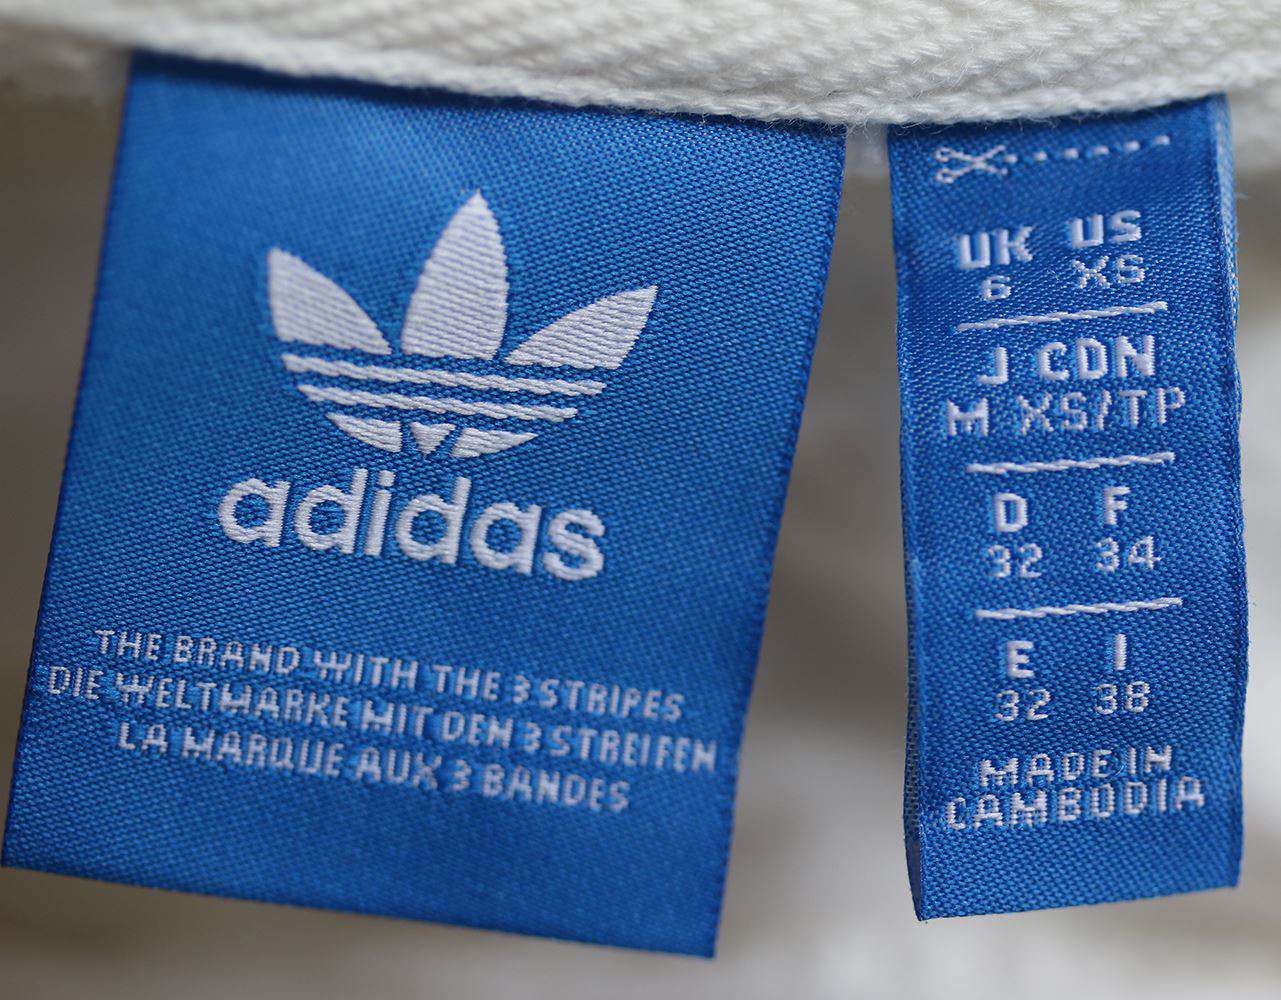 adidas
THE BRAND WITH THE 3 STRIPES
DIE WELTMARKE MIT DEN 3 STREIFEN
LA MARQUE AUX 3 BANDES
UK US
6 XS
J CDN
M XS/TP
D F
32 34
E I
32 38
MADE IN
CAMBODIA